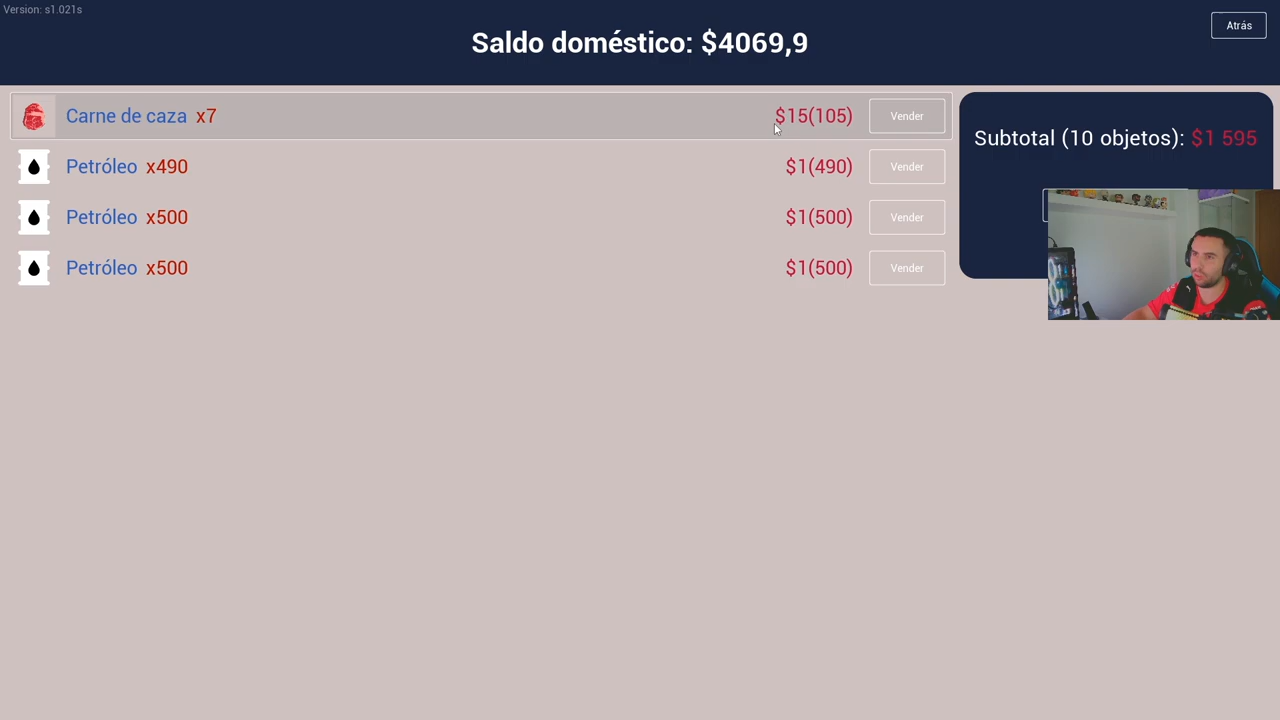 Version: s1.021s
Saldo doméstico: $4069,9
Atrás
Carne de caza x7 $15(105) Vender
Subtotal (10 objetos): $1 595
Petróleo x490 $1(490) Vender
Petróleo x500 $1(500) Vender
Petróleo x500 $1(500) Vender